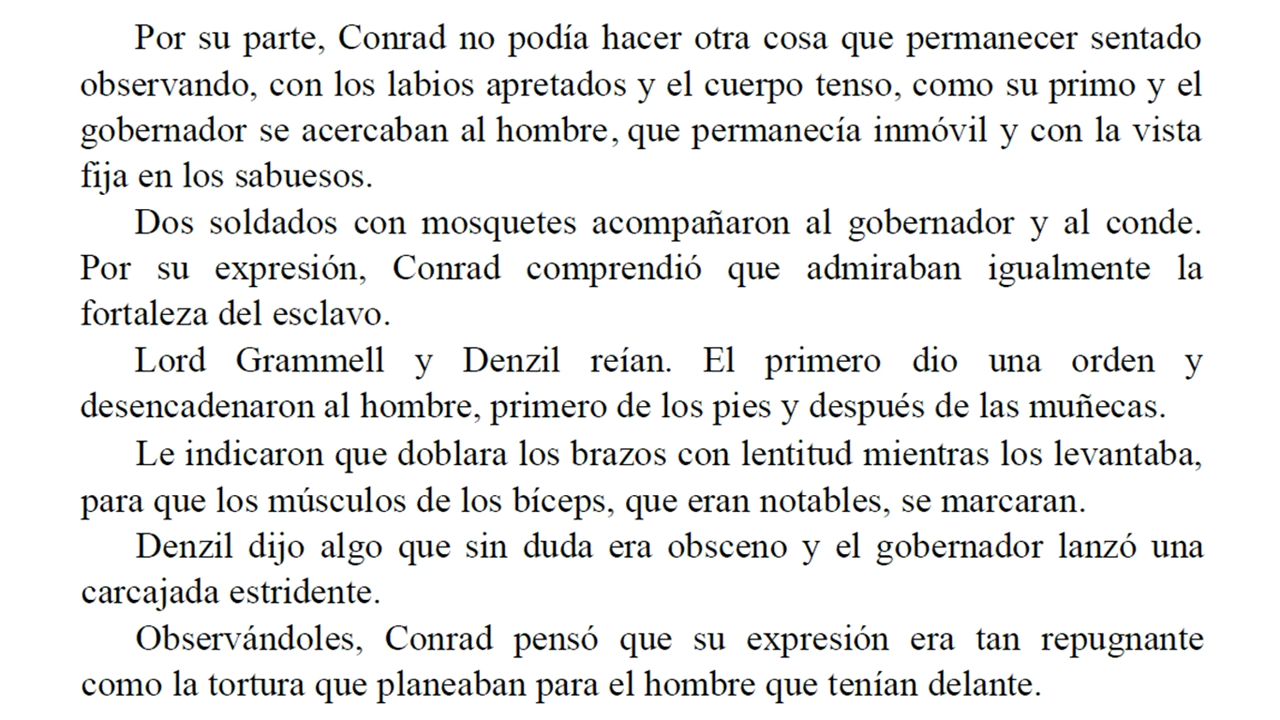 Por su parte, Conrad no podía hacer otra cosa que permanecer sentado
observando, con los labios apretados y el cuerpo tenso, como su primo y el
gobernador se acercaban al hombre, que permanecía inmóvil y con la vista
fija en los sabuesos.
Dos soldados con mosquetes acompañaron al gobernador y al conde.
Por su expresión, Conrad comprendió que admiraban igualmente la
fortaleza del esclavo.
Lord Grammell y Denzil reían. El primero dio una orden y
desencadenaron al hombre, primero de los pies y después de las muñecas.
Le indicaron que doblara los brazos con lentitud mientras los levantaba,
para que los músculos de los bíceps, que eran notables, se marcaran.
Denzil dijo algo que sin duda era obsceno y el gobernador lanzó una
carcajada estridente.
Observándoles, Conrad pensó que su expresión era tan repugnante
como la tortura que planeaban para el hombre que tenían delante.